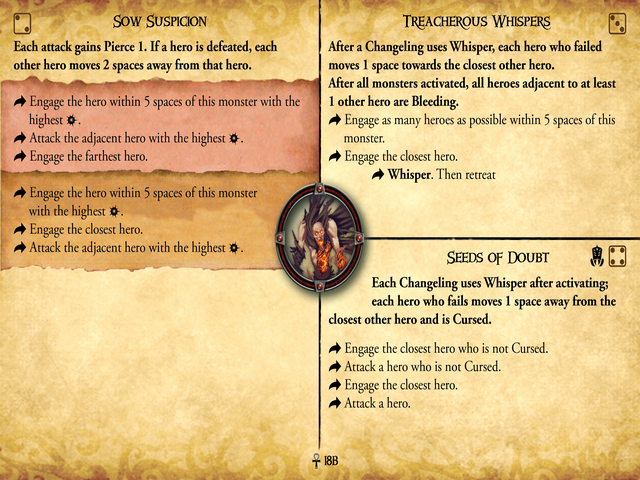 Sow Suspicion
Each attack gains Pierce 1. If a hero is defeated, each
other hero moves 2 spaces away from that hero.
Engage the hero within 5 spaces of this monster with the
highest .
Attack the adjacent hero with the highest .
Engage the farthest hero.
Engage the hero within 5 spaces of this monster
with the highest .
Engage the closest hero.
Attack the adjacent hero with the highest .
Treacherous Whispers
After a Changeling uses Whisper, each hero who failed
moves 1 space towards the closest other hero.
After all monsters activated, all heroes adjacent to at least
1 other hero are Bleeding.
Engage as many heroes as possible within 5 spaces of this
monster.
Engage the closest hero.
Whisper. Then retreat
Seeds of Doubt
Each Changeling uses Whisper after activating;
each hero who fails moves 1 space away from the
closest other hero and is Cursed.
Engage the closest hero who is not Cursed.
Attack a hero who is not Cursed.
Engage the closest hero.
Attack a hero.
18B